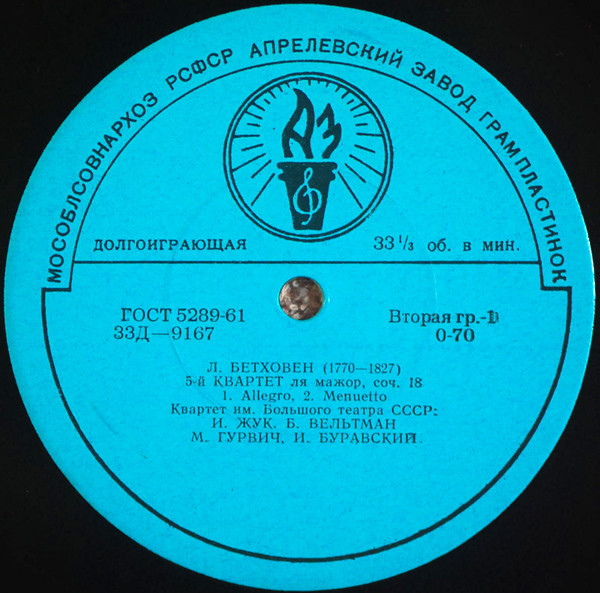 МОСОБЛСОВНАРХОЗ РСФСР АПРЕЛЕВСКИЙ ЗАВОД ГРАМПЛАСТИНОК
АЗ
ДОЛГОИГРАЮЩАЯ 33⅓ об. в мин.
ГОСТ 5289-61 Вторая гр.-1
33Д—9167 0-70
Л. БЕТХОВЕН (1770—1827)
5-й КВАРТЕТ ля мажор, соч. 18
1. Allegro, 2. Menuetto
Квартет им. Большого театра СССР:
И. ЖУК, Б. ВЕЛЬТМАН
М. ГУРВИЧ, И. БУРАВСКИЙ.